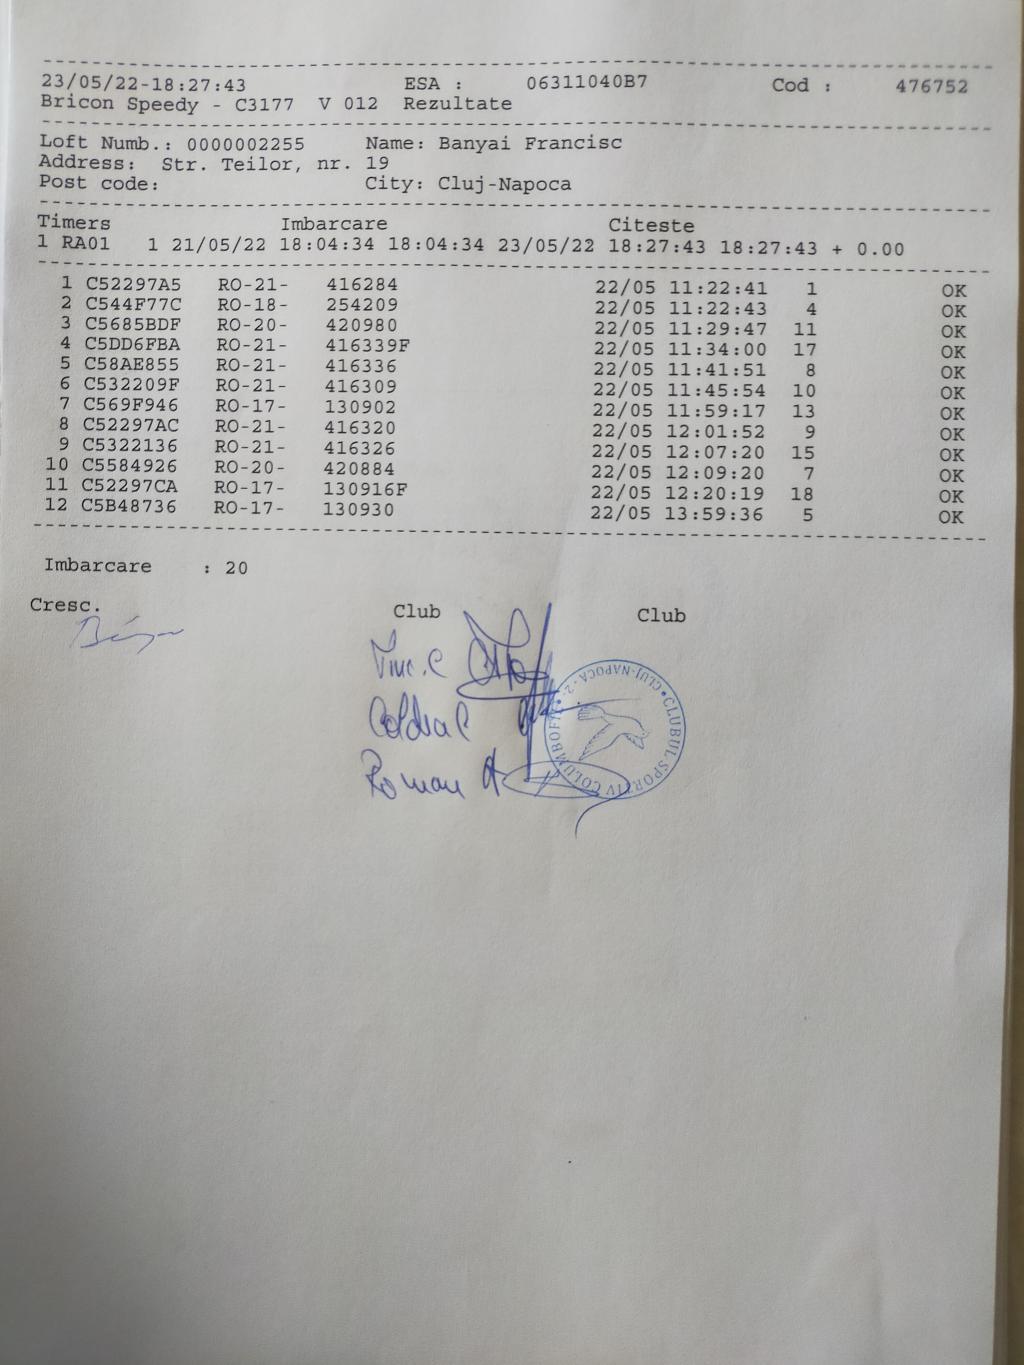 23/05/22-18:27:43 ESA : 06311040B7 Cod : 476752
Bricon Speedy - C3177 V 012 Rezultate
Loft Numb.: 0000002255 Name: Banyai Francisc
Address: Str. Teilor, nr. 19
Post code: City: Cluj-Napoca
Timers Imbarcare Citeste
1 RA01 1 21/05/22 18:04:34 18:04:34 23/05/22 18:27:43 18:27:43 + 0.00
1 C52297A5 RO-21- 416284 22/05 11:22:41 1 OK
2 C544F77C RO-18- 254209 22/05 11:22:43 4 OK
3 C5685BDF RO-20- 420980 22/05 11:29:47 11 OK
4 C5DD6FBA RO-21- 416339F 22/05 11:34:00 17 OK
5 C58AE855 RO-21- 416336 22/05 11:41:51 8 OK
6 C532209F RO-21- 416309 22/05 11:45:54 10 OK
7 C569F946 RO-17- 130902 22/05 11:59:17 13 OK
8 C52297AC RO-21- 416320 22/05 12:01:52 9 OK
9 C5322136 RO-21- 416326 22/05 12:07:20 15 OK
10 C5584926 RO-20- 420884 22/05 12:09:20 7 OK
11 C52297CA RO-17- 130916F 22/05 12:20:19 18 OK
12 C5B48736 RO-17- 130930 22/05 13:59:36 5 OK
Imbarcare : 20
Cresc. Club Club
Roman A
CLUBUL SPORTIV COLUMBOFIL CLUJ-NAPOCA - 2 -